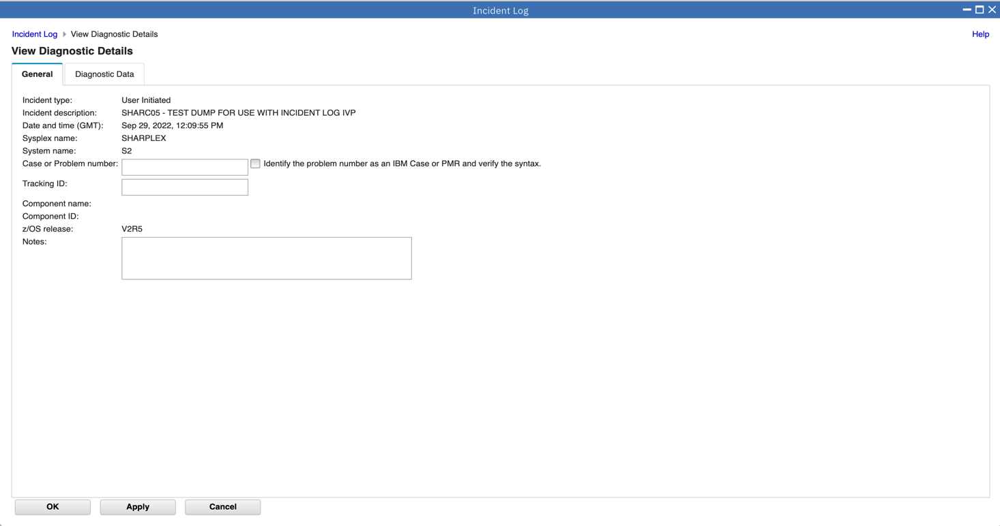 Incident Log
Incident Log View Diagnostic Details Help
View Diagnostic Details
General Diagnostic Data
Incident type: User Initiated
Incident description: SHARC05 - TEST DUMP FOR USE WITH INCIDENT LOG IVP
Date and time (GMT): Sep 29, 2022, 12:09:55 PM
Sysplex name: SHARPLEX
System name: S2
Case or Problem number: Identify the problem number as an IBM Case or PMR and verify the syntax.
Tracking ID:
Component name:
Component ID:
z/OS release: V2R5
Notes:
OK Apply Cancel